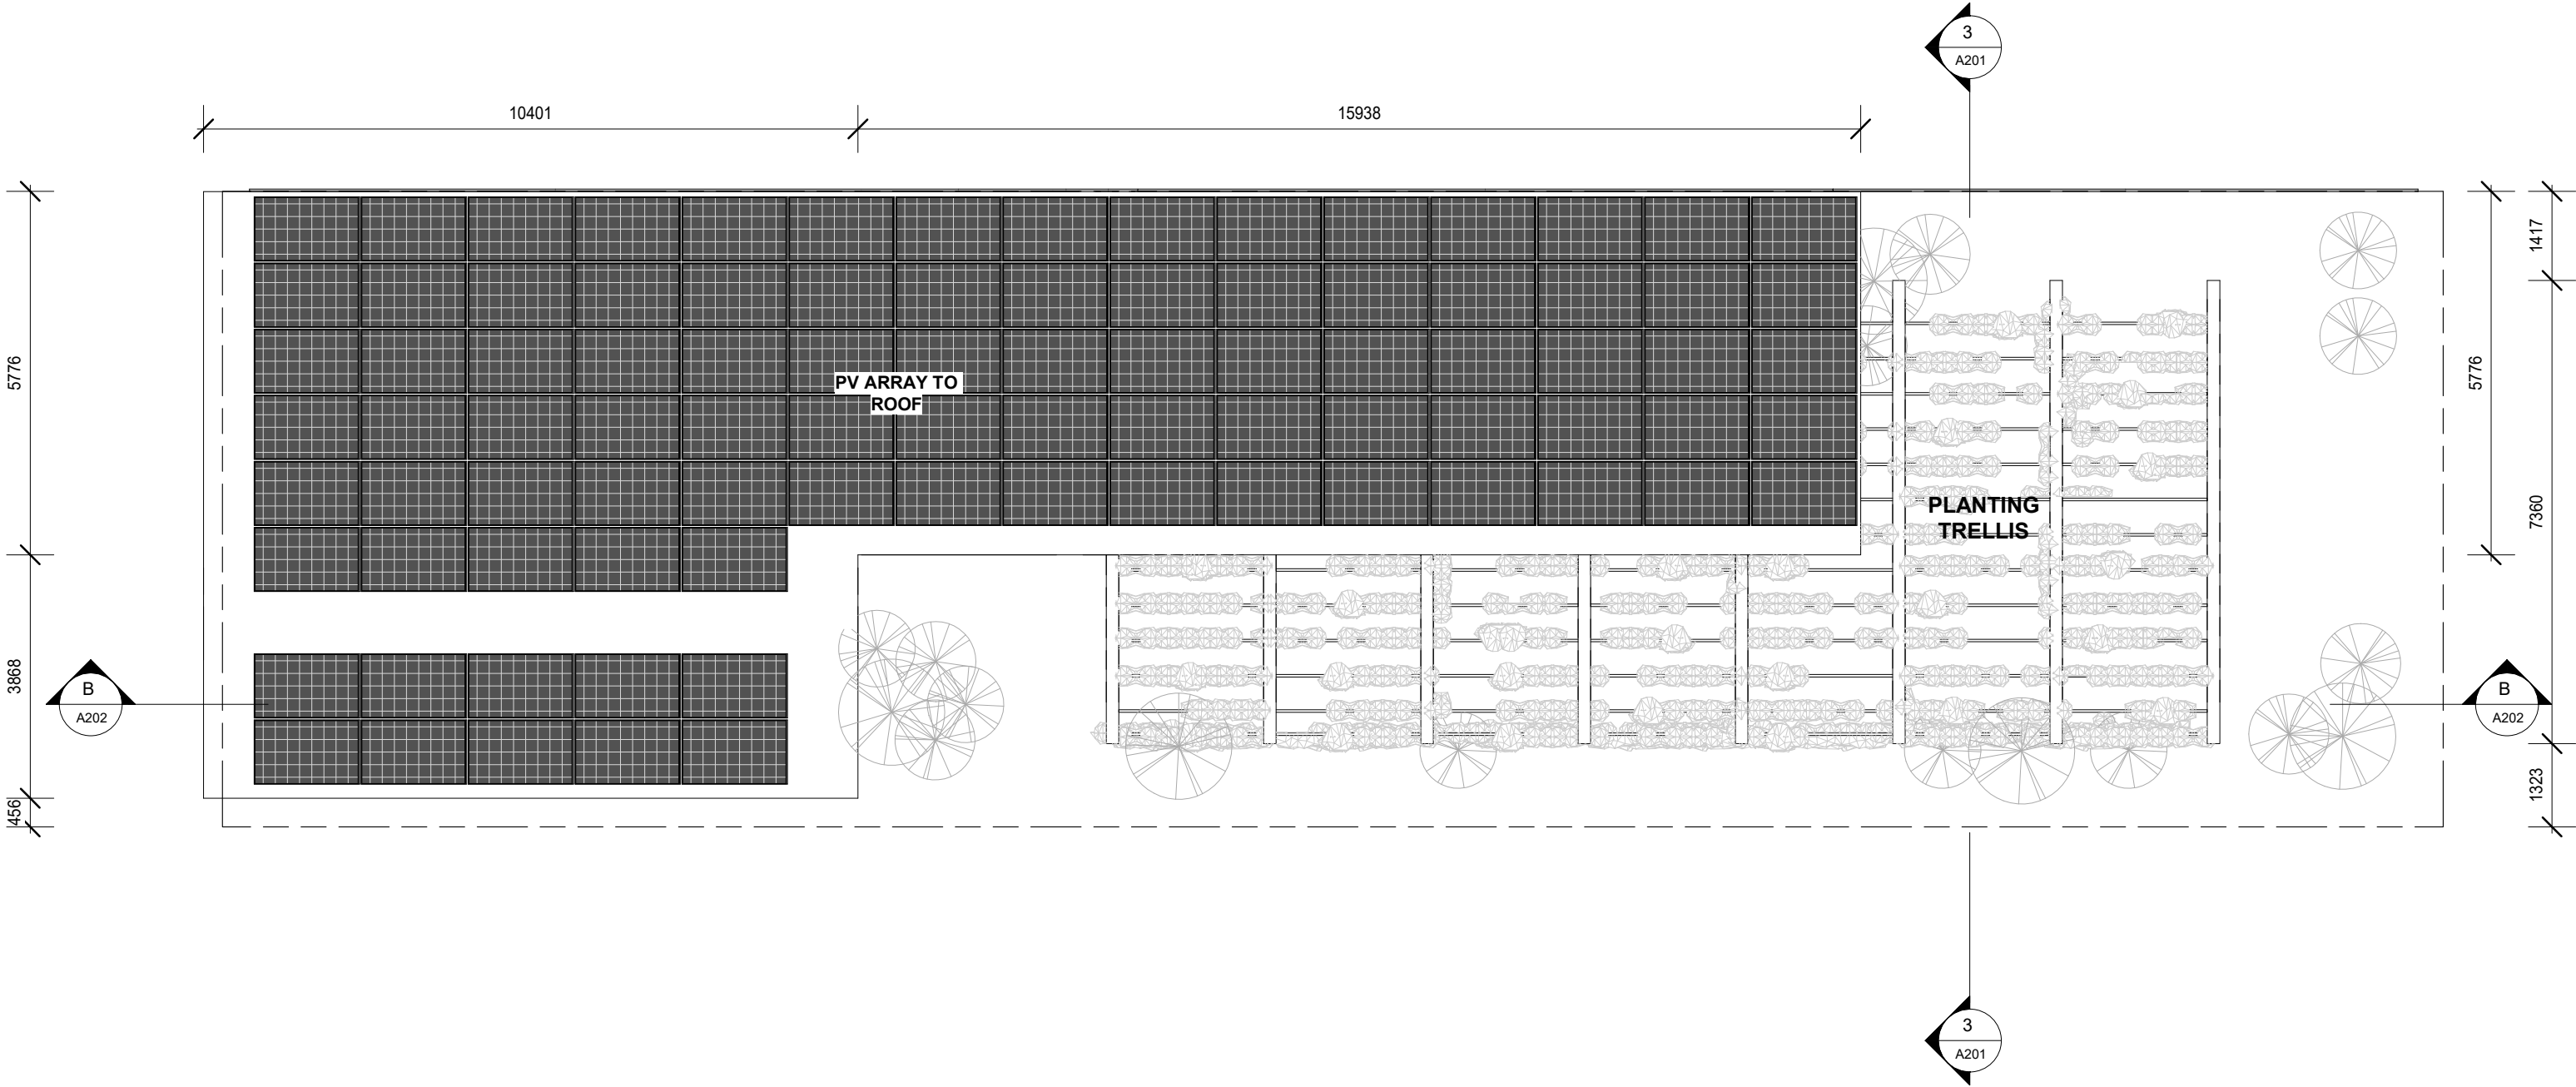 3
A201
10401
15938
5776
3868
456
PV ARRAY TO
ROOF
PLANTING
TRELLIS
5776
1417
7360
1323
B
A202
B
A202
3
A201